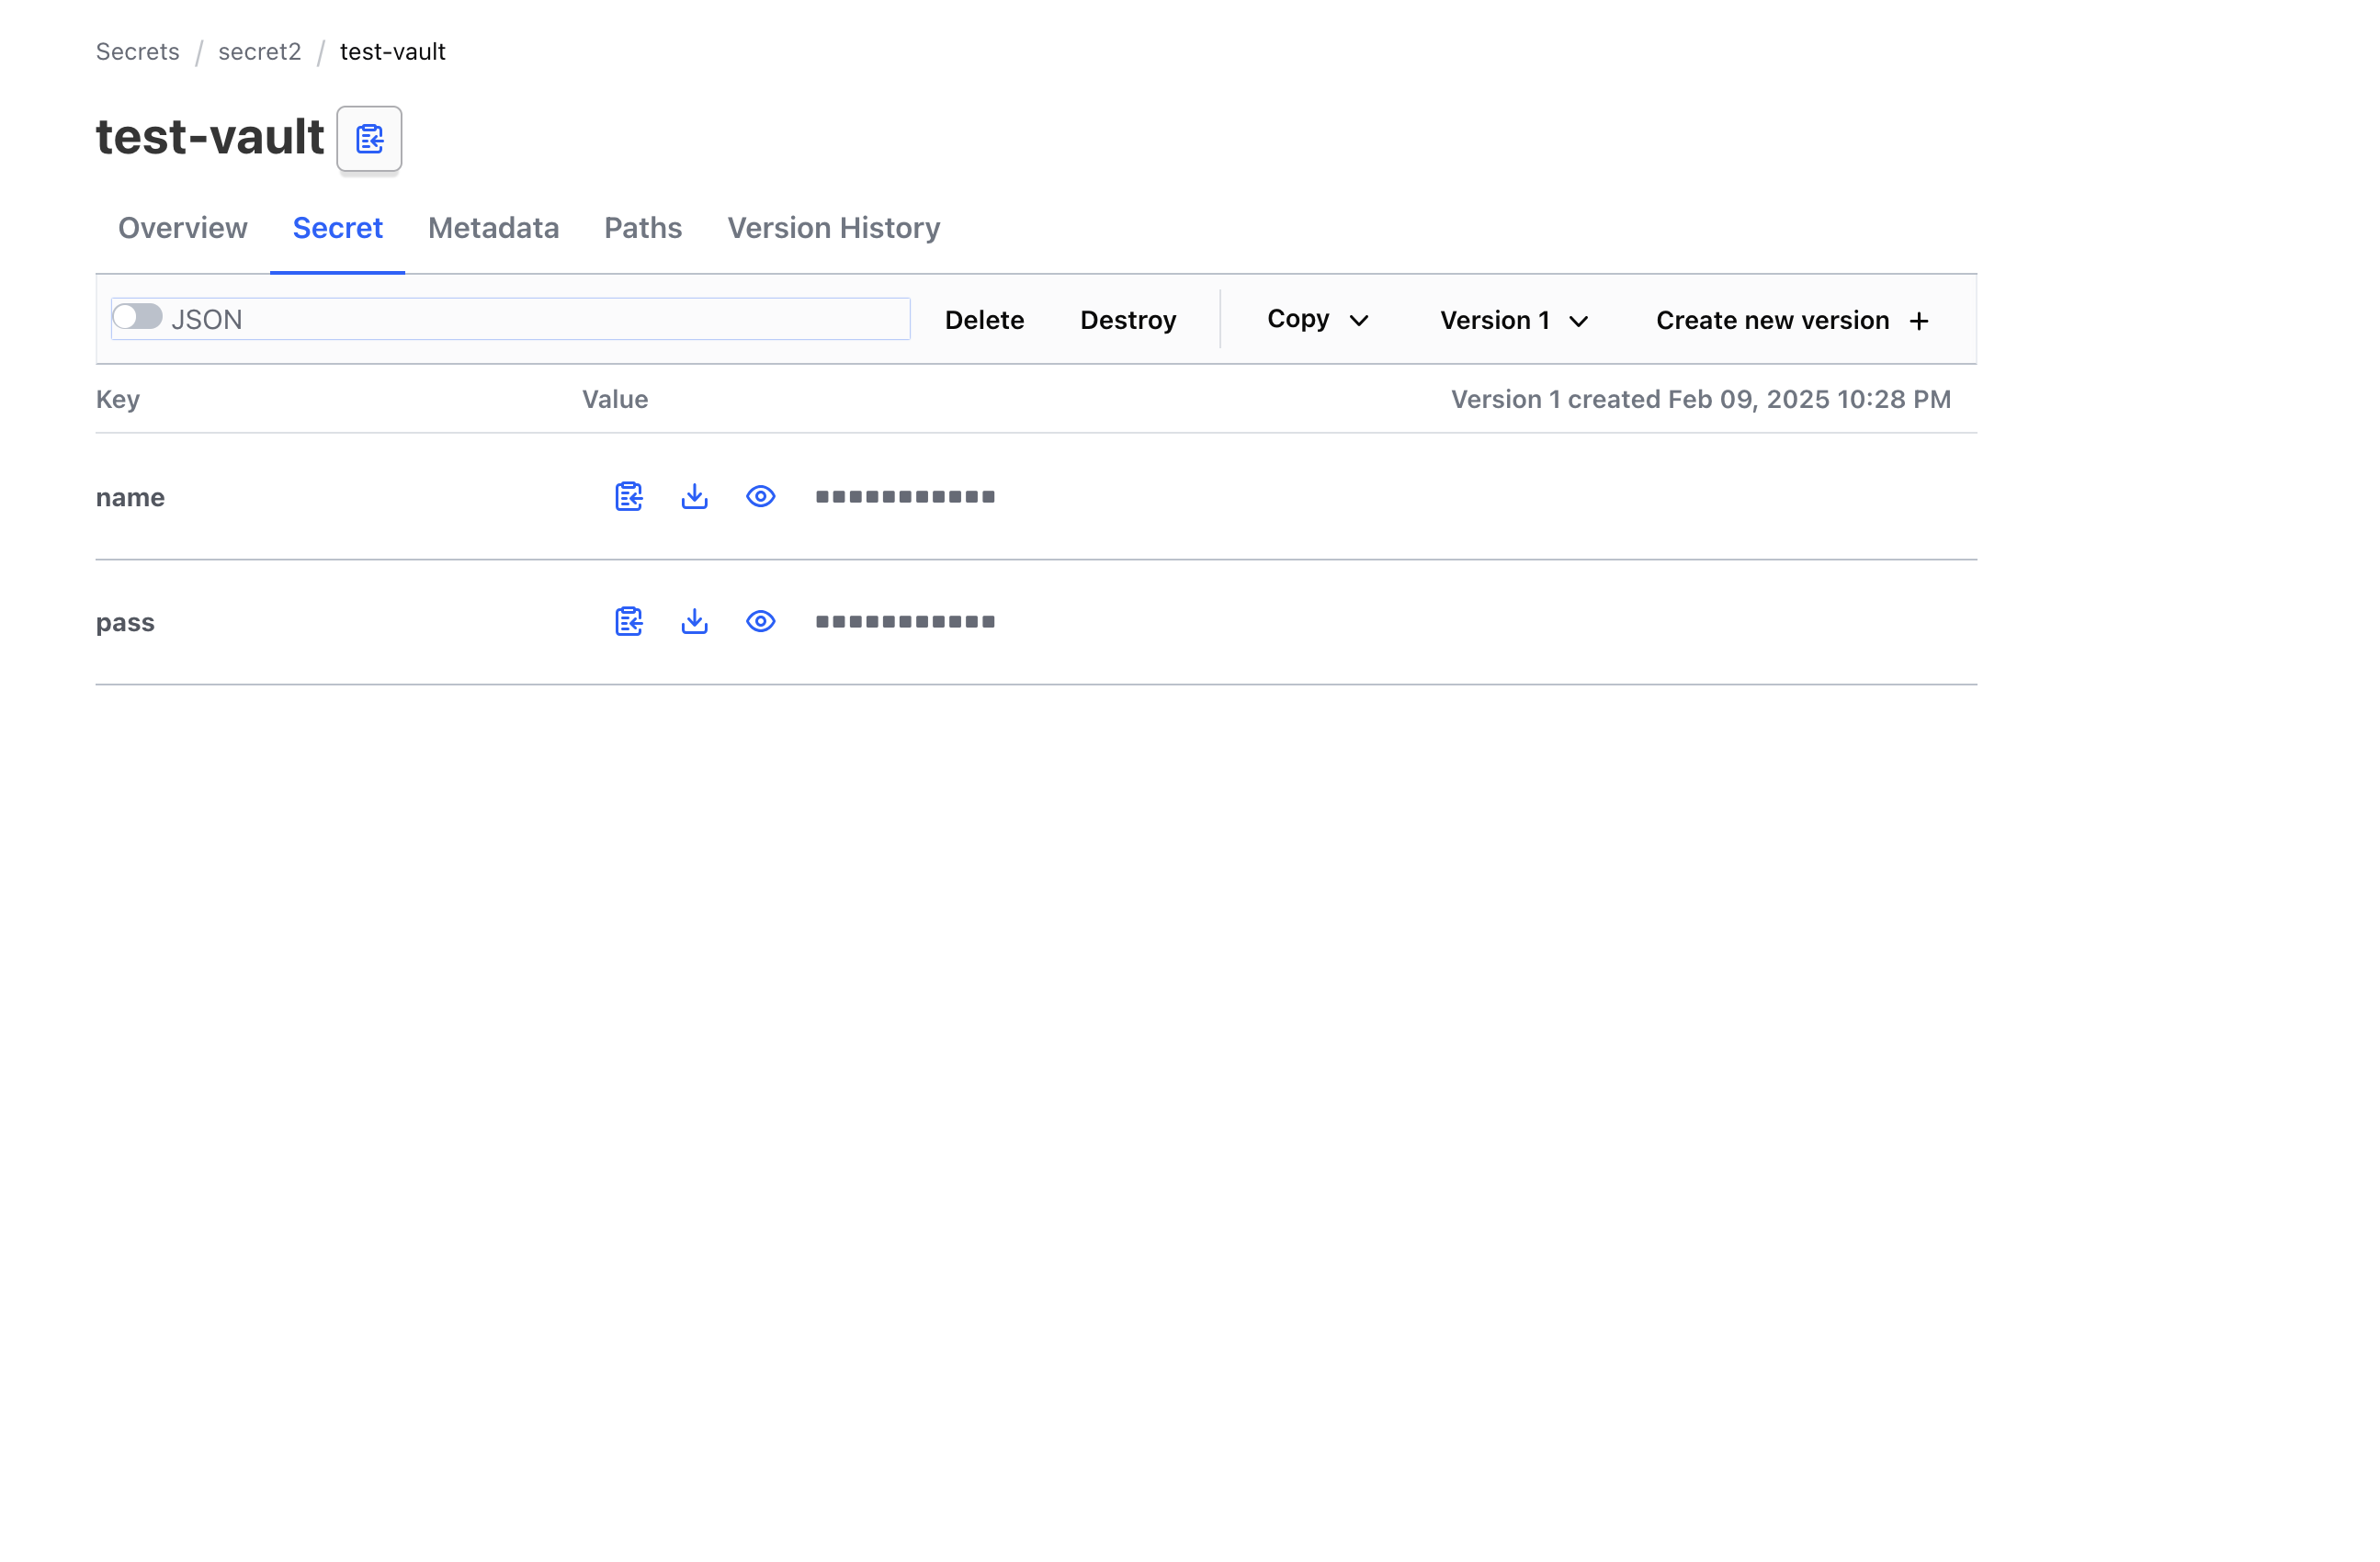 Secrets / secret2 / test-vault
test-vault
Overview Secret Metadata Paths Version History
JSON Delete Destroy Copy Version 1 Create new version +
Key Value Version 1 created Feb 09, 2025 10:28 PM
name ■■■■■■■■■■■
pass ■■■■■■■■■■■